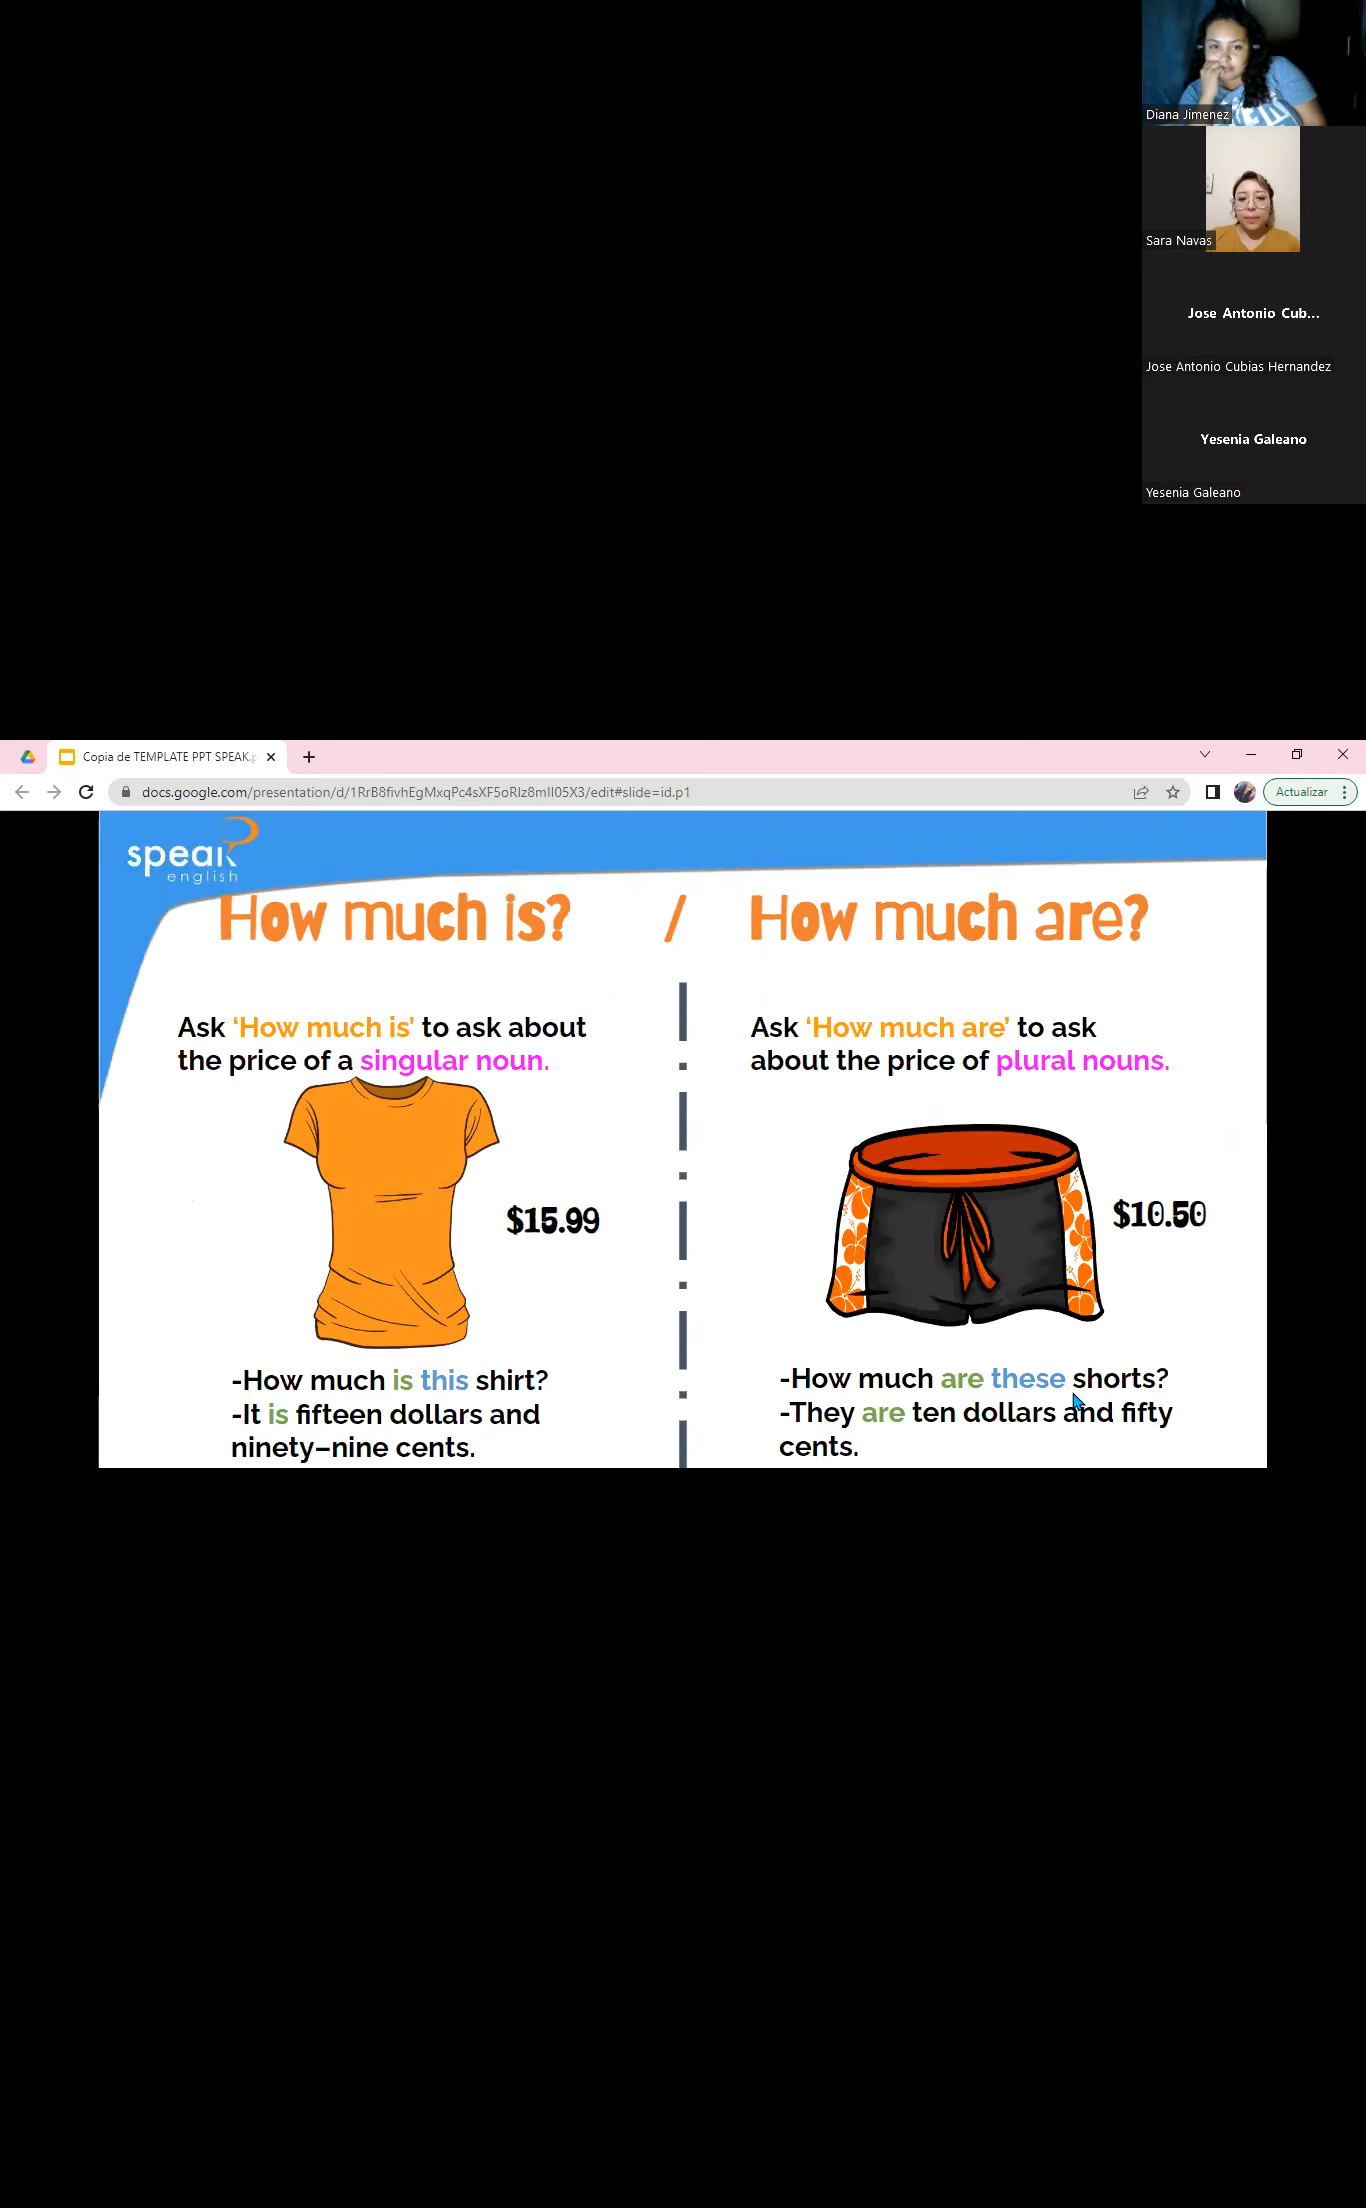 Diana Jimenez
Sara Navas
Jose Antonio Cub...
Jose Antonio Cubias Hernandez
Yesenia Galeano
Yesenia Galeano
Copia de TEMPLATE PPT SPEAK.p
docs.google.com/presentation/d/1RrB8fivhEgMxqPc4sXF5oRlz8mII05X3/edit#slide=id.p1
Actualizar
speak
english
How much is? / How much are?
Ask ‘How much is’ to ask about
the price of a singular noun.
$15.99
-How much is this shirt?
-It is fifteen dollars and
ninety–nine cents.
Ask ‘How much are’ to ask
about the price of plural nouns.
$10.50
-How much are these shorts?
-They are ten dollars and fifty
cents.